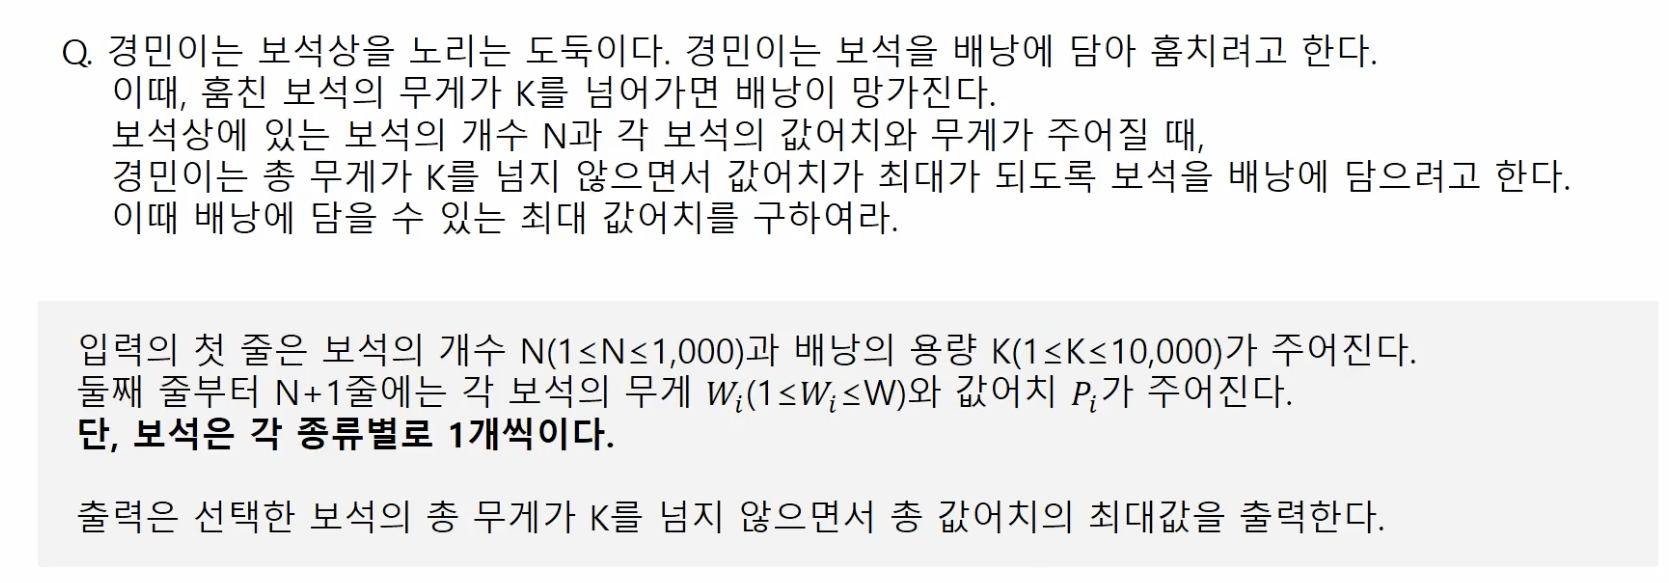 Q. 경민이는 보석상을 노리는 도둑이다. 경민이는 보석을 배낭에 담아 훔치려고 한다.
이때, 훔친 보석의 무게가 K를 넘어가면 배낭이 망가진다.
보석상에 있는 보석의 개수 N과 각 보석의 값어치와 무게가 주어질 때,
경민이는 총 무게가 K를 넘지 않으면서 값어치가 최대가 되도록 보석을 배낭에 담으려고 한다.
이때 배낭에 담을 수 있는 최대 값어치를 구하여라.
입력의 첫 줄은 보석의 개수 N(1≤N≤1,000)과 배낭의 용량 K(1≤K≤10,000)가 주어진다.
둘째 줄부터 N+1줄에는 각 보석의 무게 Wᵢ(1≤Wᵢ≤W)와 값어치 Pᵢ가 주어진다.
단, 보석은 각 종류별로 1개씩이다.
출력은 선택한 보석의 총 무게가 K를 넘지 않으면서 총 값어치의 최대값을 출력한다.